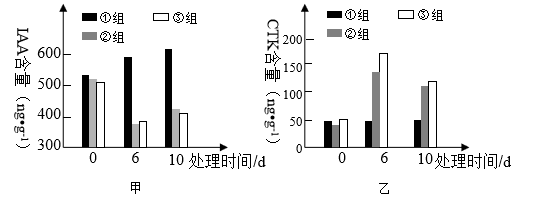 IAA含量（ng•g-1）
①组 ③组
②组
600
500
400
300
0 6 10 处理时间/d
甲
CTK含量（ng•g-1）
①组 ③组
②组
200
150
100
50
0
0 6 10 处理时间/d
乙